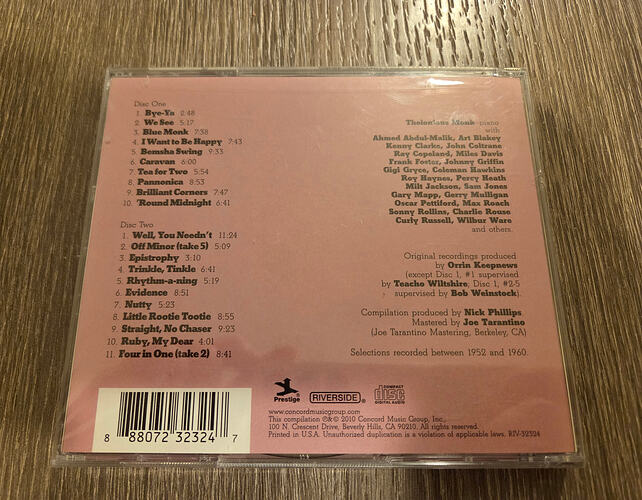 Disc One
1. Bye-Ya 2:48
2. We See 5:17
3. Blue Monk 7:38
4. I Want to Be Happy 7:43
5. Bemsha Swing 9:33
6. Caravan 6:00
7. Tea for Two 5:54
8. Pannonica 8:53
9. Brilliant Corners 7:47
10. 'Round Midnight 6:41
Disc Two
1. Well, You Needn't 11:24
2. Off Minor (take 5) 5:09
3. Epistrophy 3:10
4. Trinkle, Tinkle 6:41
5. Rhythm-a-ning 5:19
6. Evidence 8:51
7. Nutty 5:23
8. Little Rootie Tootie 8:55
9. Straight, No Chaser 9:23
10. Ruby, My Dear 4:01
11. Four in One (take 2) 8:41
Thelonious Monk piano
with
Ahmed Abdul-Malik, Art Blakey
Kenny Clarke, John Coltrane
Ray Copeland, Miles Davis
Frank Foster, Johnny Griffin
Gigi Gryce, Coleman Hawkins
Roy Haynes, Percy Heath
Milt Jackson, Sam Jones
Gary Mapp, Gerry Mulligan
Oscar Pettiford, Max Roach
Sonny Rollins, Charlie Rouse
Curly Russell, Wilbur Ware
and others.
Original recordings produced
by Orrin Keepnews
(except Disc 1, #1 supervised
by Teacho Wiltshire; Disc 1, #2-5
supervised by Bob Weinstock).
Compilation produced by Nick Phillips
Mastered by Joe Tarantino
(Joe Tarantino Mastering, Berkeley, CA)
Selections recorded between 1952 and 1960.
8 88072 32324 7
Prestige
RIVERSIDE
COMPACT
disc
DIGITAL AUDIO
www.concordmusicgroup.com
This compilation ℗&© 2010 Concord Music Group, Inc.,
100 N. Crescent Drive, Beverly Hills, CA 90210. All rights reserved.
Printed in U.S.A. Unauthorized duplication is a violation of applicable laws. RIV-32324